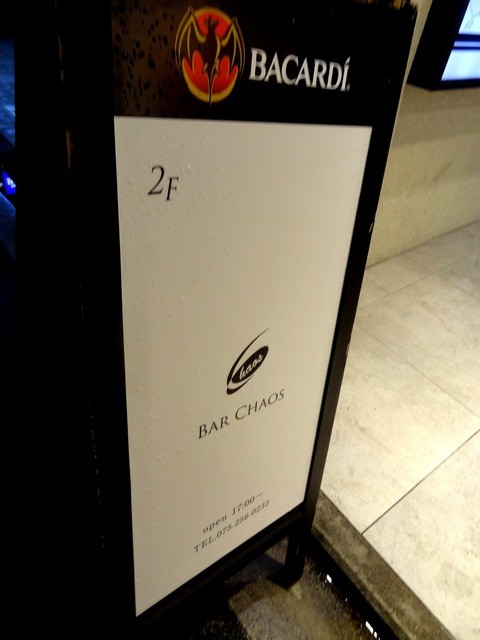 BACARDÍ
2F
Chaos
BAR CHAOS
open 17:00~
TEL.075-256-0233